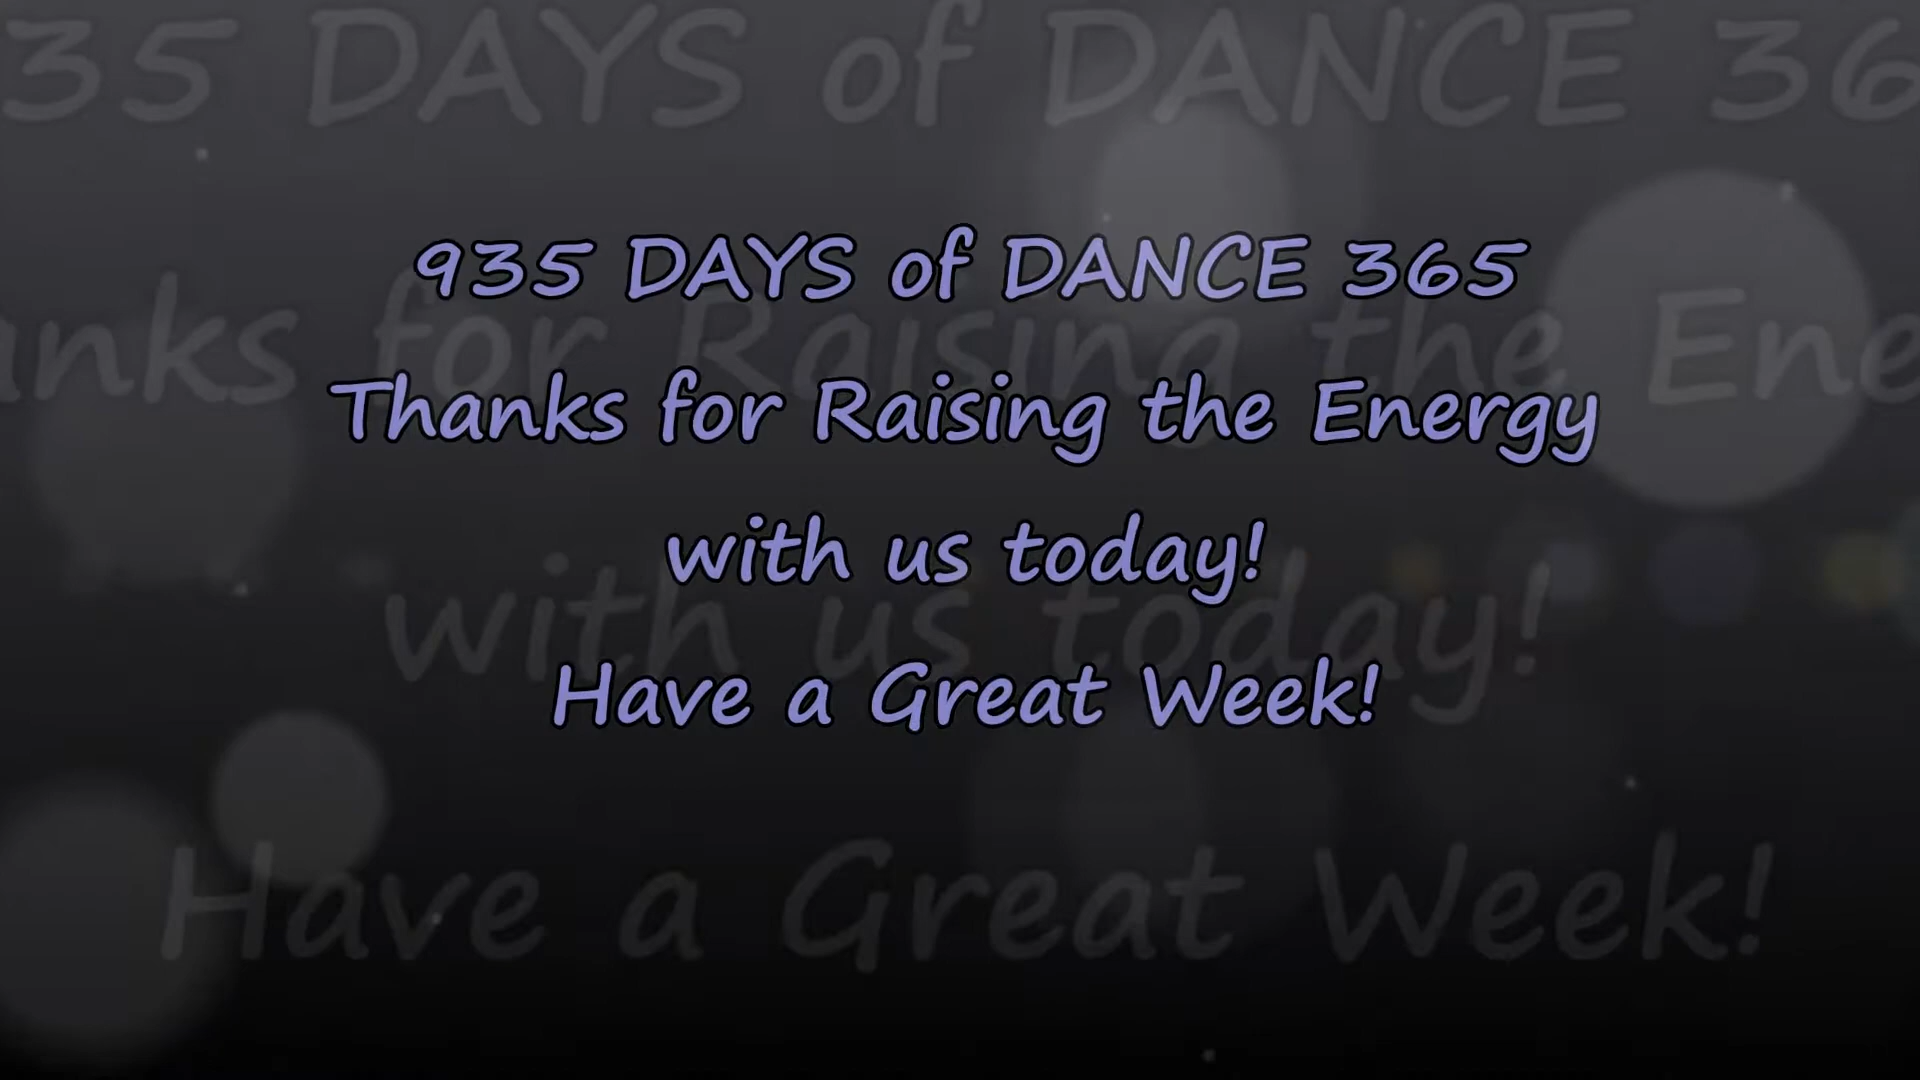 935 DAYS of DANCE 365
Thanks for Raising the Energy
with us today!
Have a Great Week!